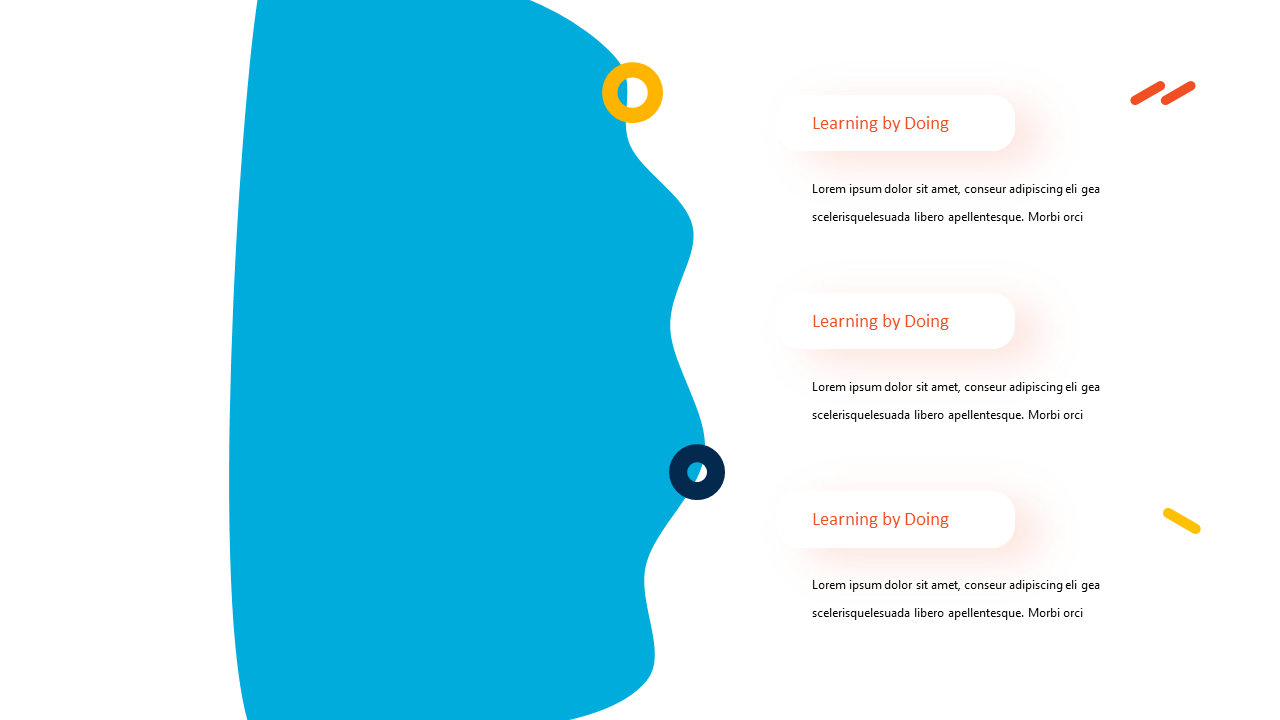 Learning by Doing
Lorem ipsum dolor sit amet, conseur adipiscing eli gea
scelerisquelesuada libero apellentesque. Morbi orci
Learning by Doing
Lorem ipsum dolor sit amet, conseur adipiscing eli gea
scelerisquelesuada libero apellentesque. Morbi orci
Learning by Doing
Lorem ipsum dolor sit amet, conseur adipiscing eli gea
scelerisquelesuada libero apellentesque. Morbi orci